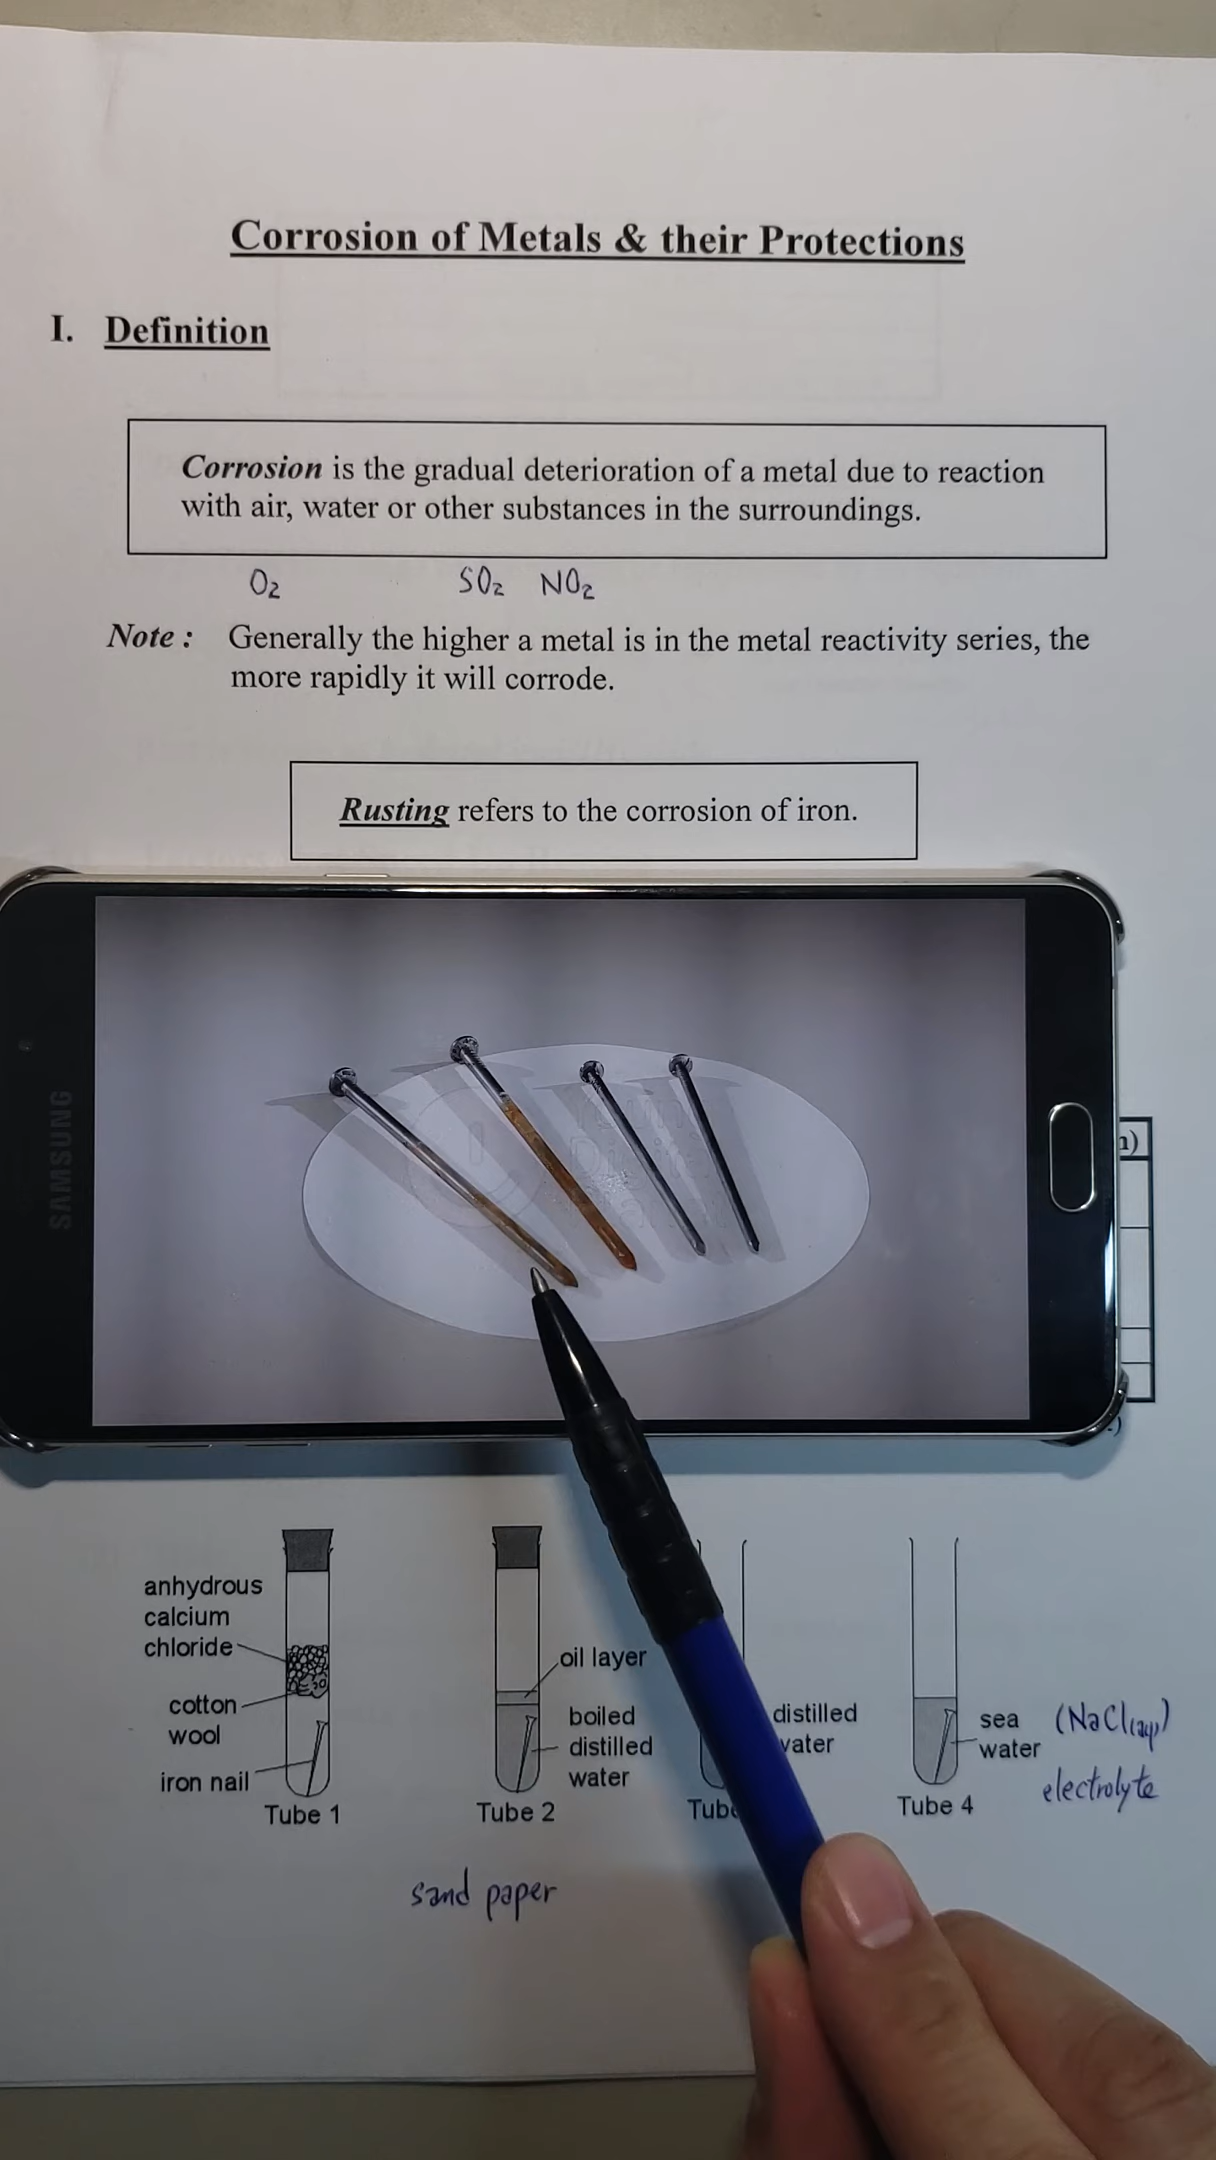 Corrosion of Metals & their Protections
I. Definition
Corrosion is the gradual deterioration of a metal due to reaction
with air, water or other substances in the surroundings.
O₂ SO₂ NO₂
Note : Generally the higher a metal is in the metal reactivity series, the
more rapidly it will corrode.
Rusting refers to the corrosion of iron.
SAMSUNG
anhydrous
calcium
chloride
cotton
wool
iron nail
Tube 1
oil layer
boiled
distilled
water
Tube 2
distilled
water
Tube
sea
water
(NaCl(aq))
electrolyte
Tube 4
sand paper